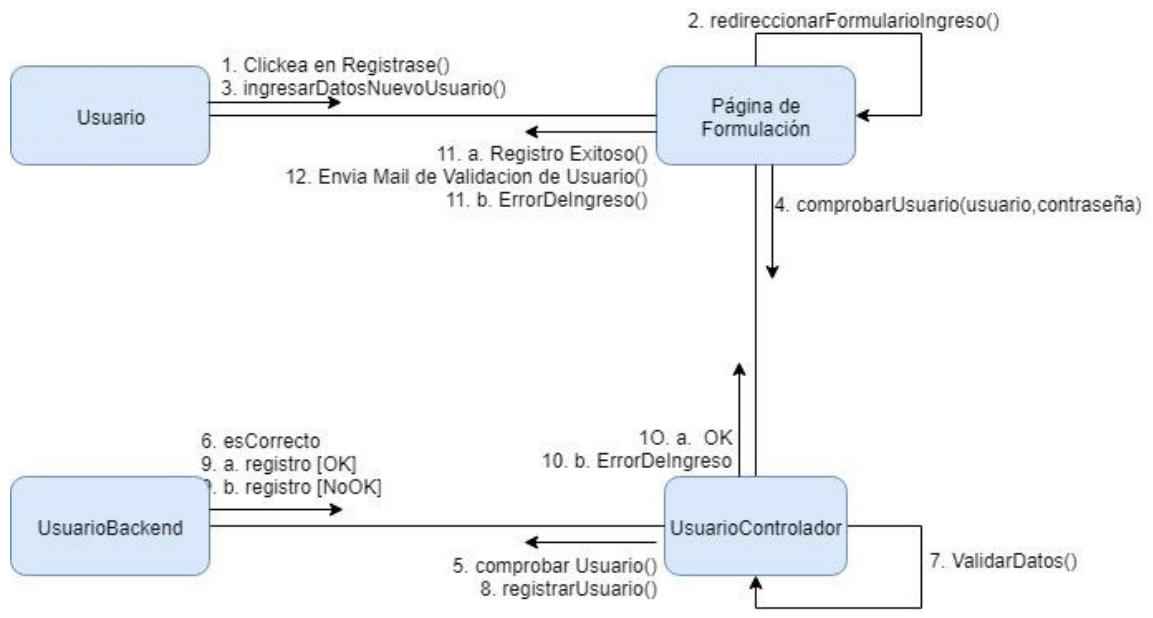 2. redireccionarFormularioIngreso()
1. Clickea en Registrase()
3. ingresarDatosNuevoUsuario()
Usuario
Página de
Formulación
11. a. Registro Exitoso()
12. Envia Mail de Validacion de Usuario()
11. b. ErrorDeIngreso()
4. comprobarUsuario(usuario,contraseña)
6. esCorrecto
9. a. registro [OK]
9. b. registro [NoOK]
1O. a. OK
10. b. ErrorDeIngreso
UsuarioBackend
UsuarioControlador
5. comprobar Usuario()
8. registrarUsuario()
7. ValidarDatos()